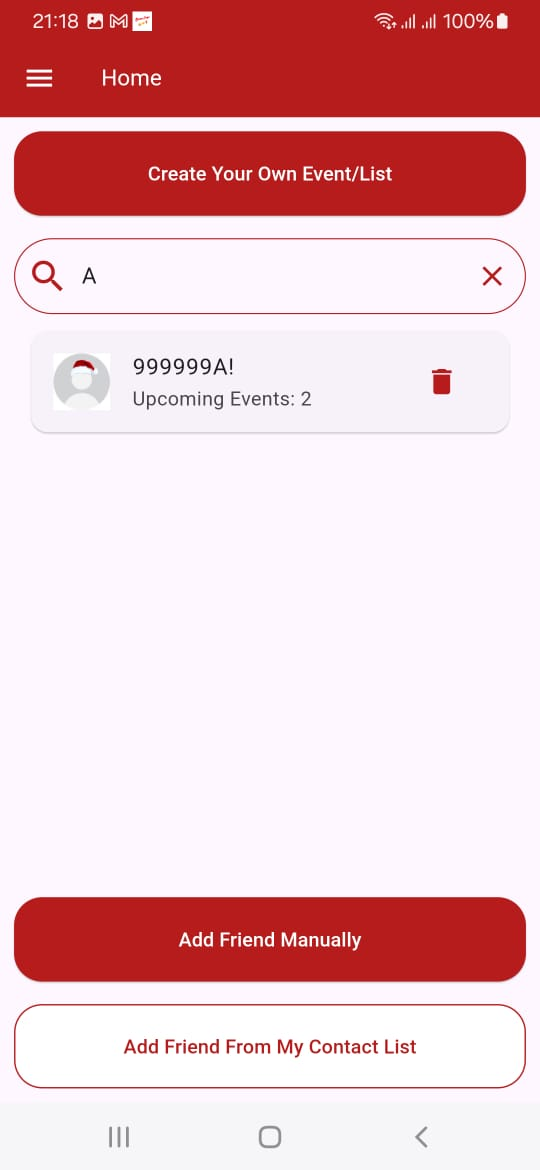 21:18
100%
Home
Create Your Own Event/List
A
999999A!
Upcoming Events: 2
Add Friend Manually
Add Friend From My Contact List